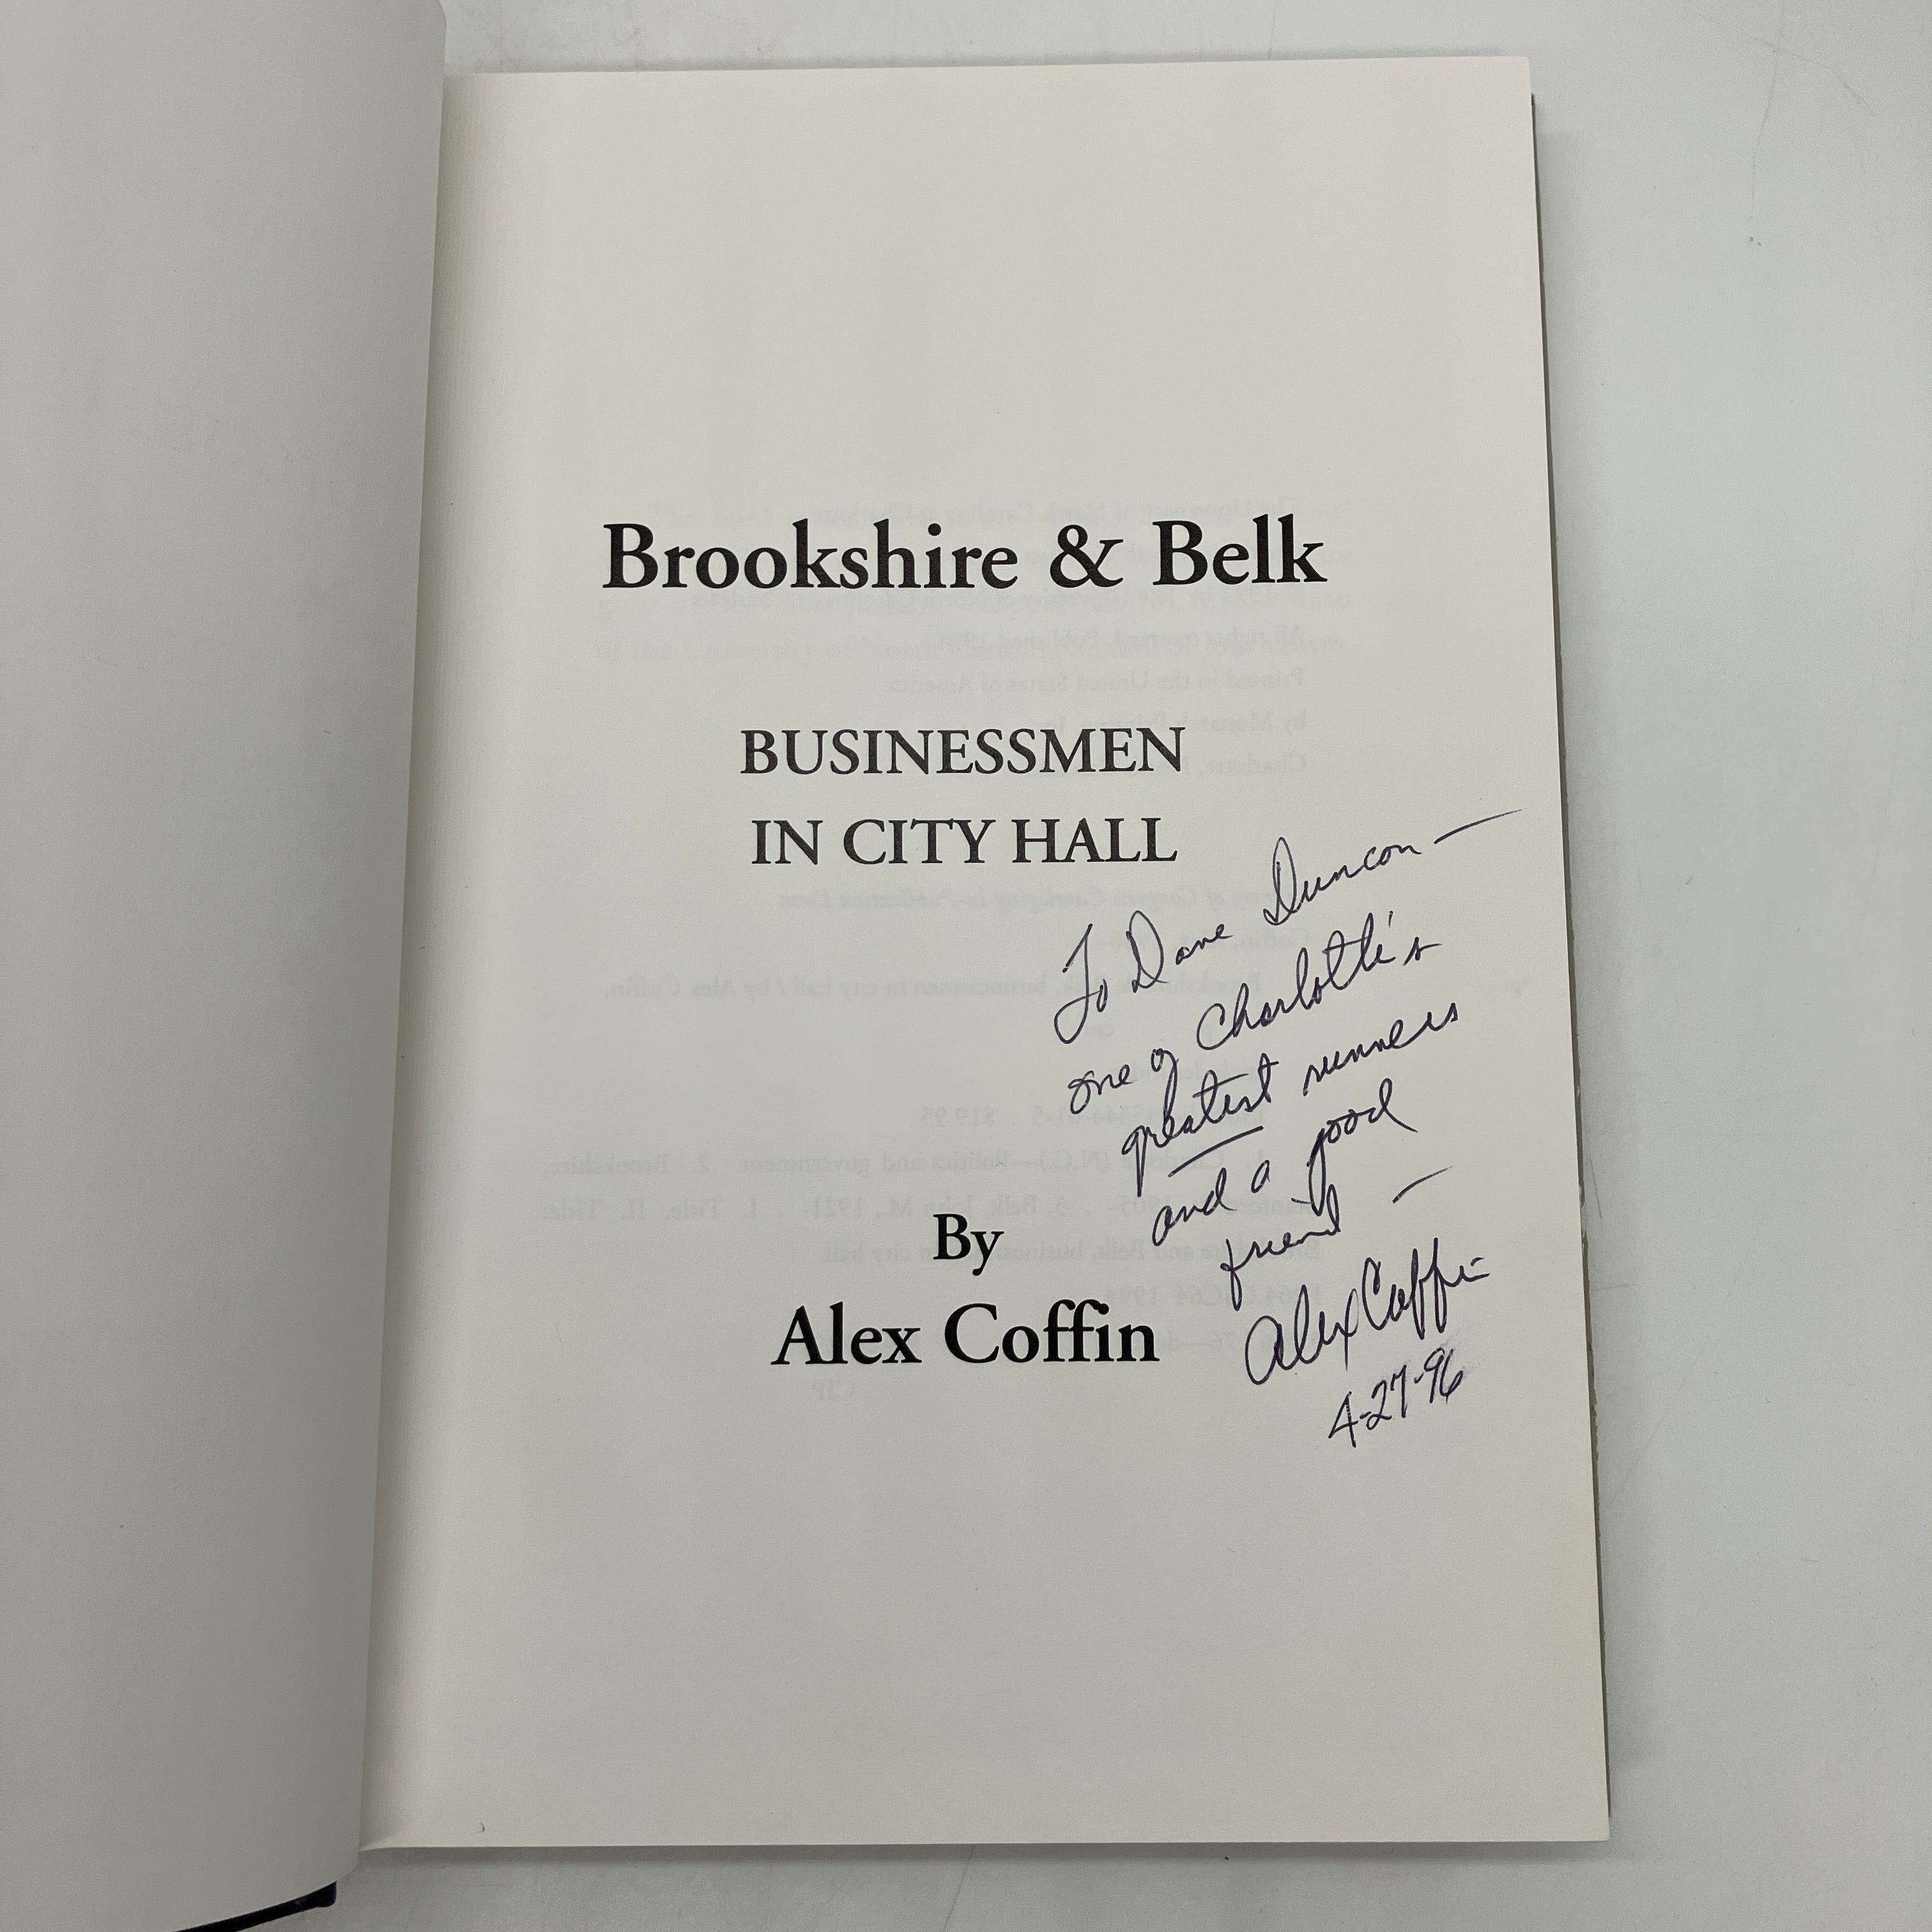 Brookshire & Belk
BUSINESSMEN
IN CITY HALL
By
Alex Coffin
To Dave Duncan—
one of Charlotte's
greatest runners
and a good
friend —
Alex Coffin
4-27-96